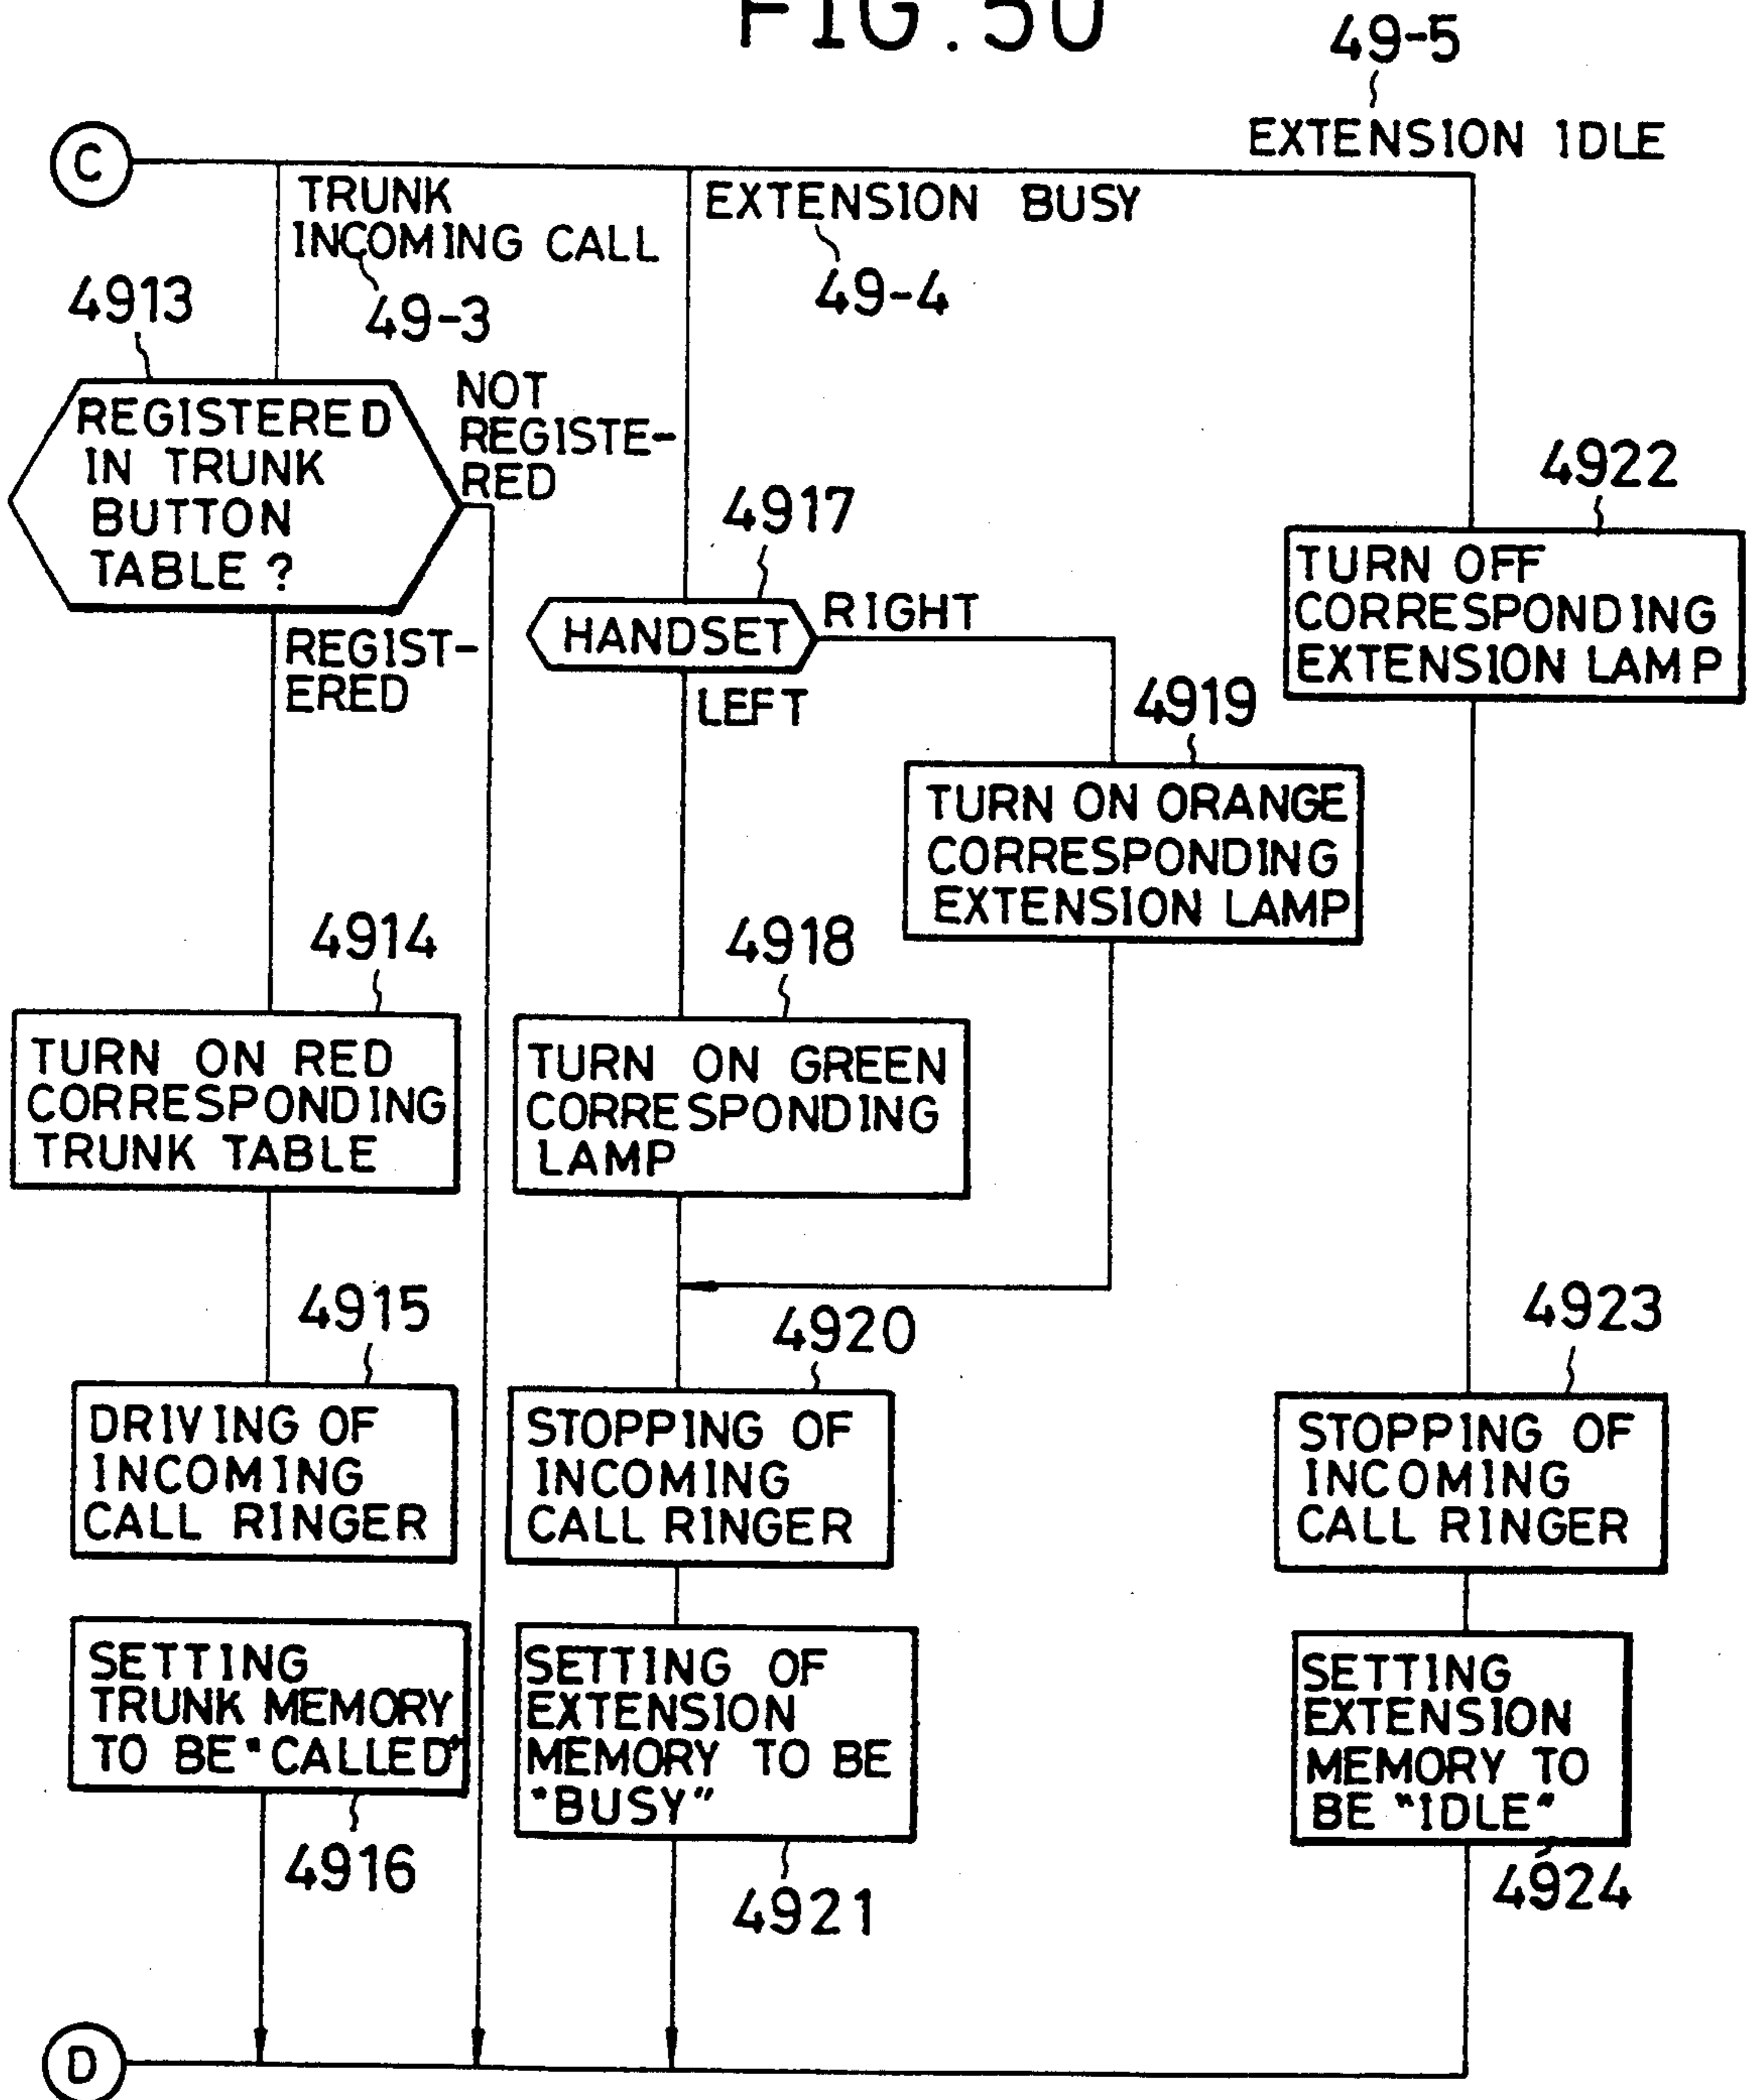 FIG. 50
49-5
EXTENSION IDLE
C
TRUNK
INCOMING CALL
49-3
EXTENSION BUSY
49-4
4913
REGISTERED
IN TRUNK
BUTTON
TABLE ?
NOT
REGISTE-
RED
REGIST-
ERED
4917
HANDSET
RIGHT
LEFT
4922
TURN OFF
CORRESPONDING
EXTENSION LAMP
4919
TURN ON ORANGE
CORRESPONDING
EXTENSION LAMP
4914
TURN ON RED
CORRESPONDING
TRUNK TABLE
4918
TURN ON GREEN
CORRESPONDING
LAMP
4915
DRIVING OF
INCOMING
CALL RINGER
4920
STOPPING OF
INCOMING
CALL RINGER
4923
STOPPING OF
INCOMING
CALL RINGER
SETTING
TRUNK MEMORY
TO BE "CALLED"
4916
SETTING OF
EXTENSION
MEMORY TO BE
"BUSY"
4921
SETTING
EXTENSION
MEMORY TO
BE "IDLE"
4924
D